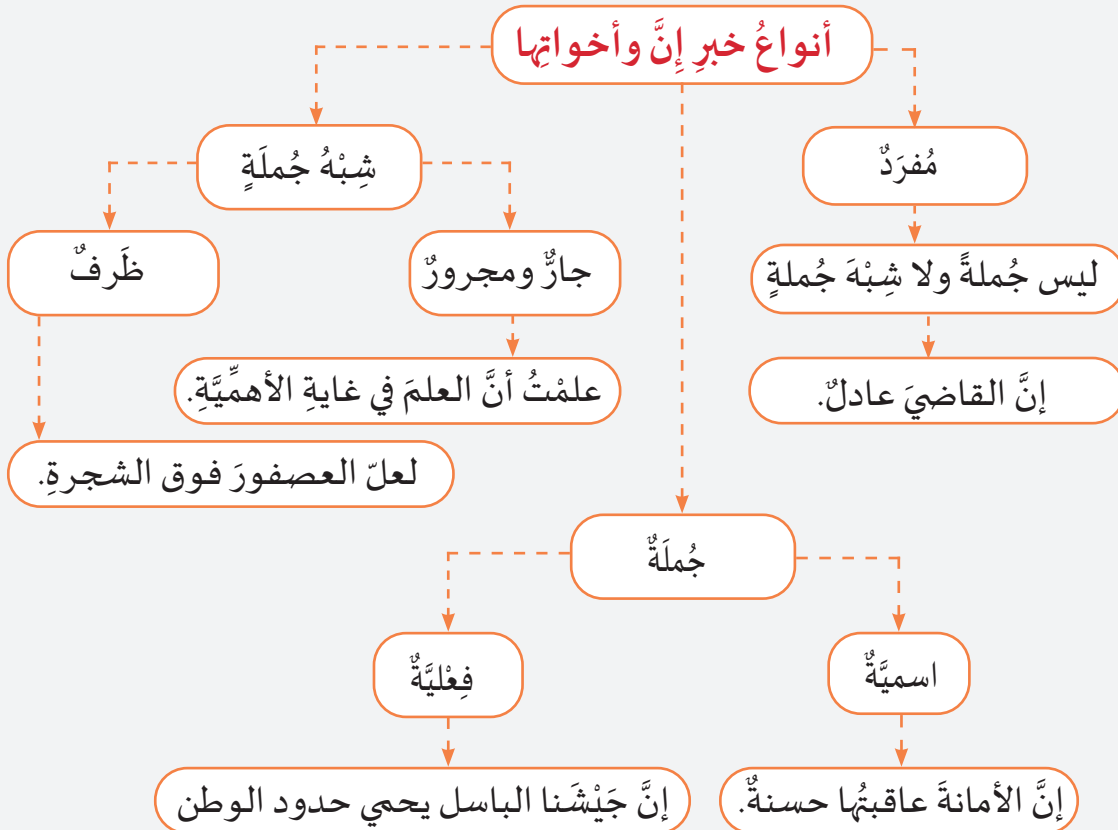 أنواعُ خبرِ إِنَّ وأخواتِها
مُفرَدٌ
ليس جُملةً ولا شِبْهَ جُملةٍ
إنَّ القاضيَ عادلٌ.
شِبْهُ جُملَةٍ
جارٌّ ومجرورٌ
علمْتُ أنَّ العلمَ في غايةِ الأهمِّيَّةِ.
ظَرفٌ
لعلّ العصفورَ فوق الشجرةِ.
جُملَةٌ
اسميَّةٌ
إنَّ الأمانةَ عاقبتُها حسنةٌ.
فِعْليَّةٌ
إنَّ جَيْشَنا الباسل يحمي حدود الوطن